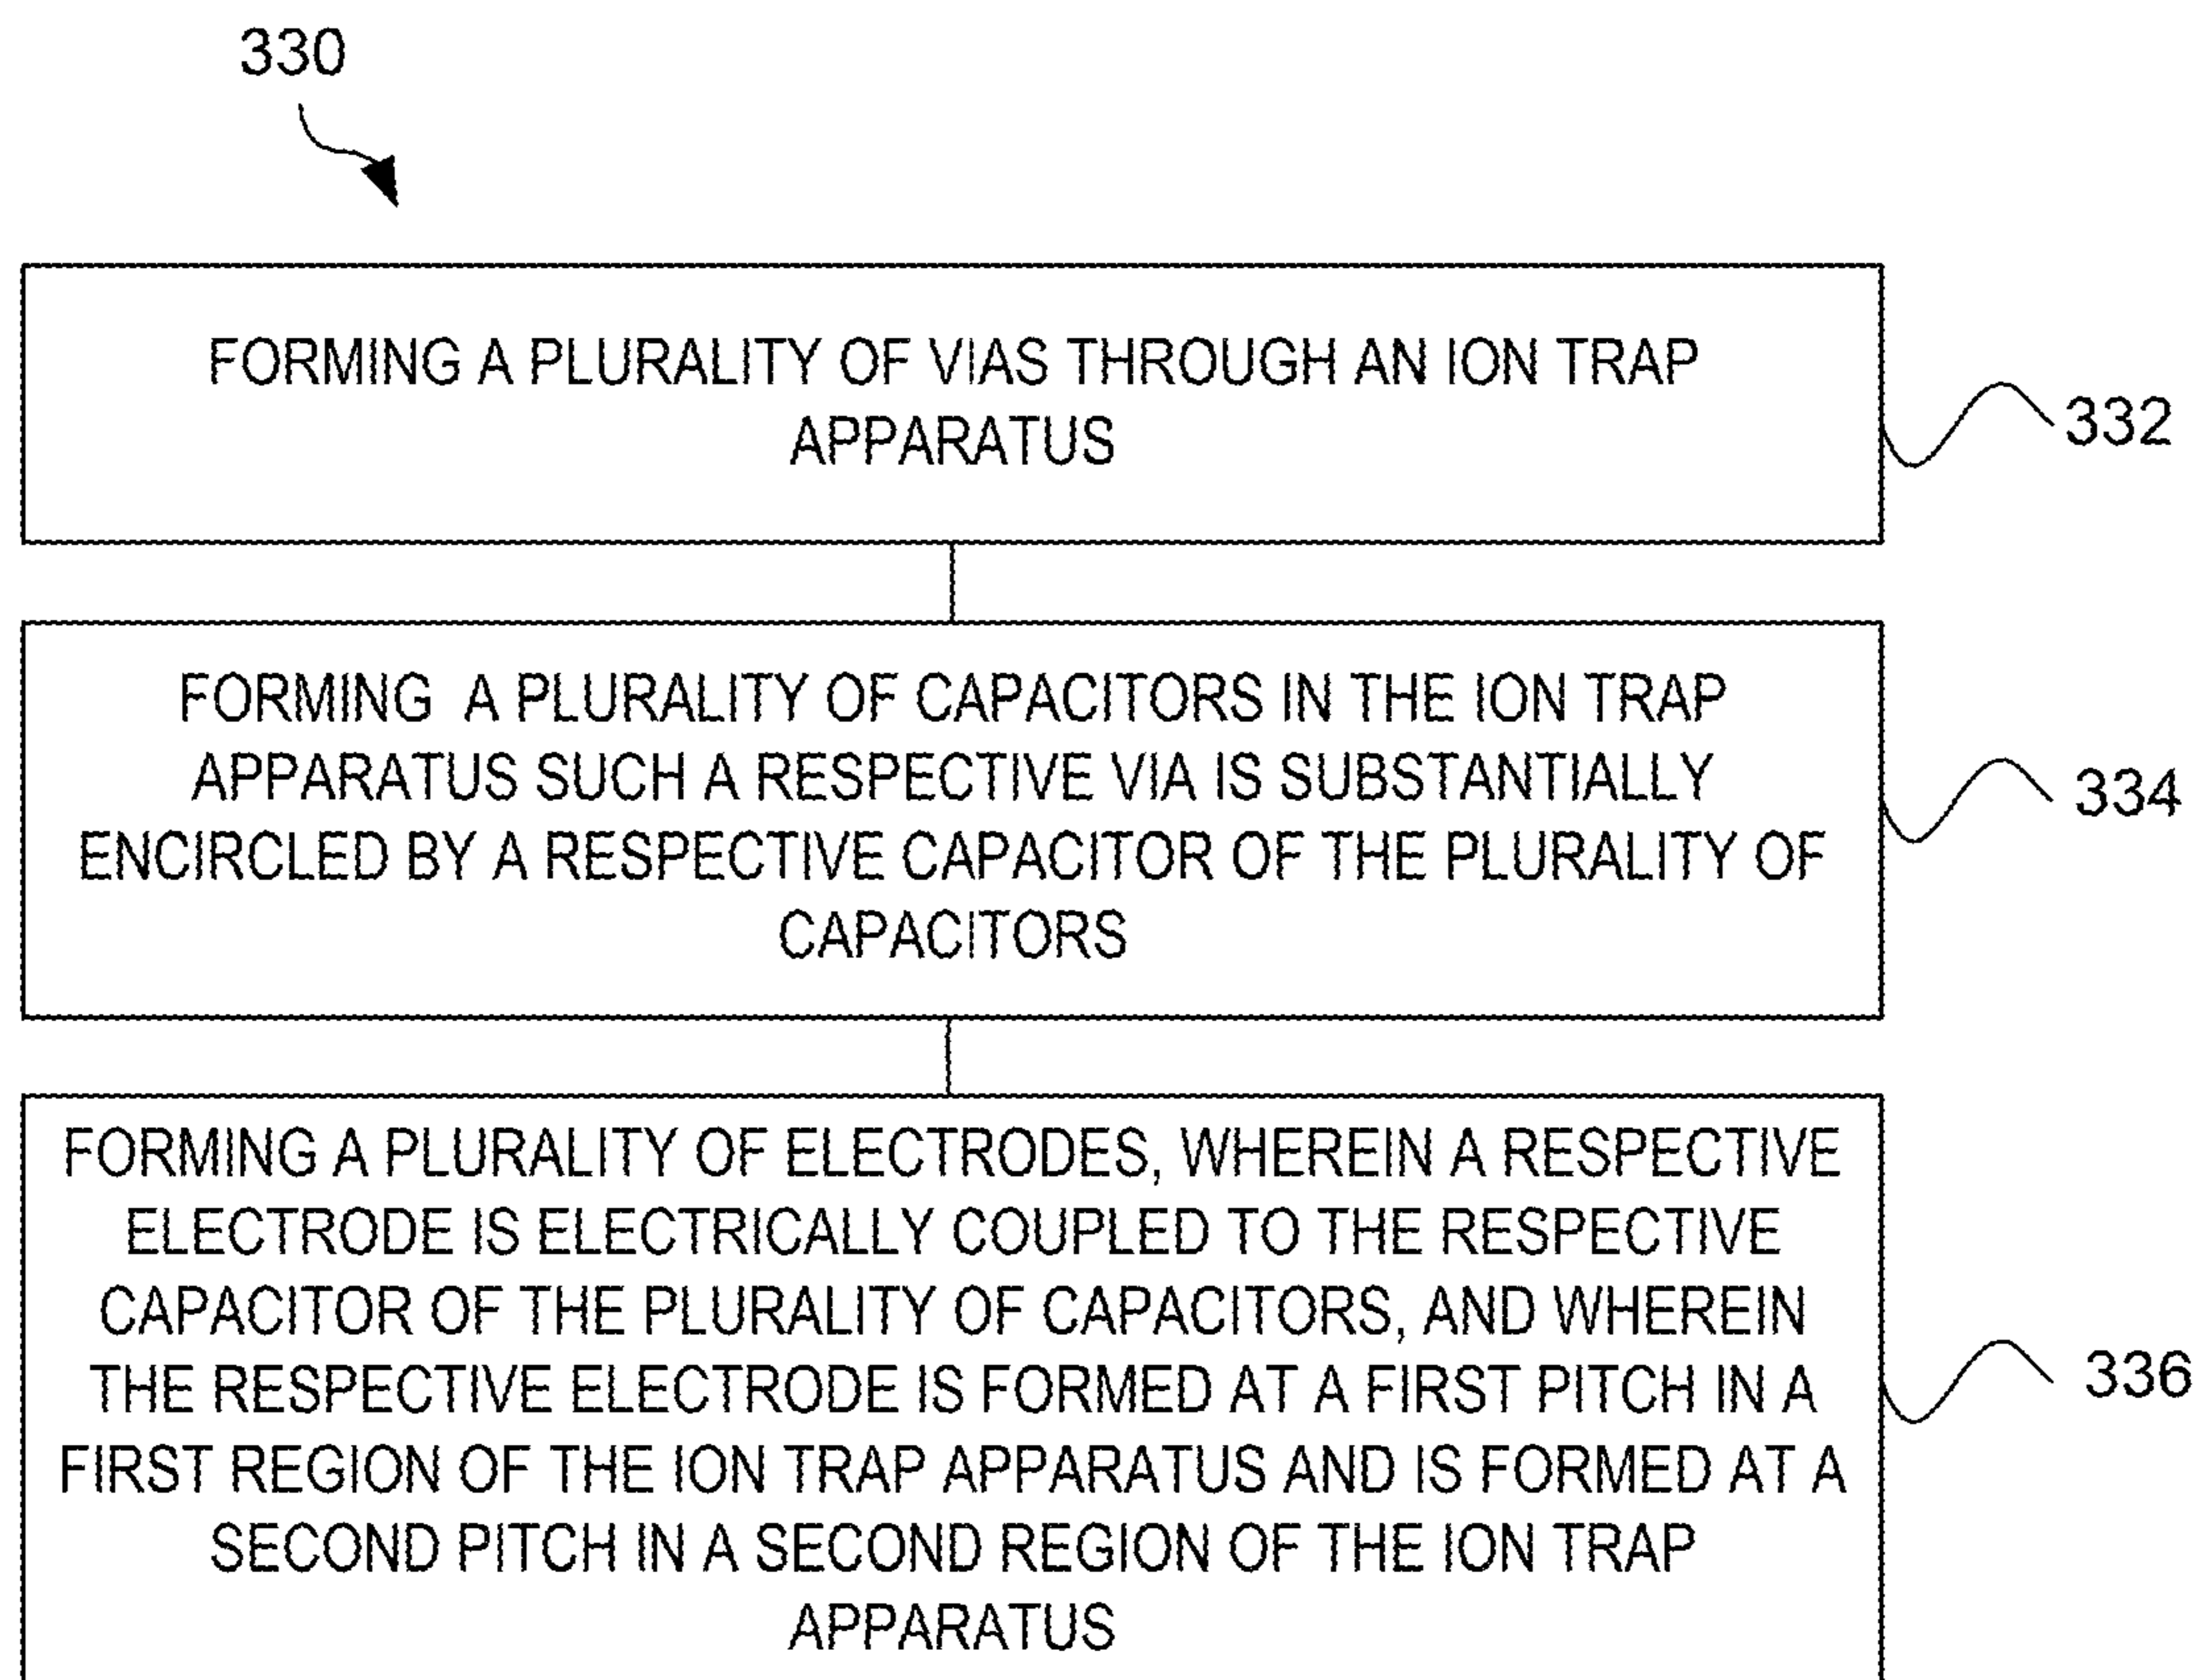 330
FORMING A PLURALITY OF VIAS THROUGH AN ION TRAP
APPARATUS
332
FORMING A PLURALITY OF CAPACITORS IN THE ION TRAP
APPARATUS SUCH A RESPECTIVE VIA IS SUBSTANTIALLY
ENCIRCLED BY A RESPECTIVE CAPACITOR OF THE PLURALITY OF
CAPACITORS
334
FORMING A PLURALITY OF ELECTRODES, WHEREIN A RESPECTIVE
ELECTRODE IS ELECTRICALLY COUPLED TO THE RESPECTIVE
CAPACITOR OF THE PLURALITY OF CAPACITORS, AND WHEREIN
THE RESPECTIVE ELECTRODE IS FORMED AT A FIRST PITCH IN A
FIRST REGION OF THE ION TRAP APPARATUS AND IS FORMED AT A
SECOND PITCH IN A SECOND REGION OF THE ION TRAP
APPARATUS
336